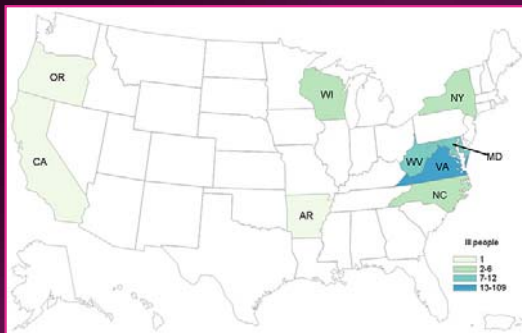 OR
WI
NY
MD
WV
VA
CA
NC
AR
Ill people
1
2-6
7-12
13-109